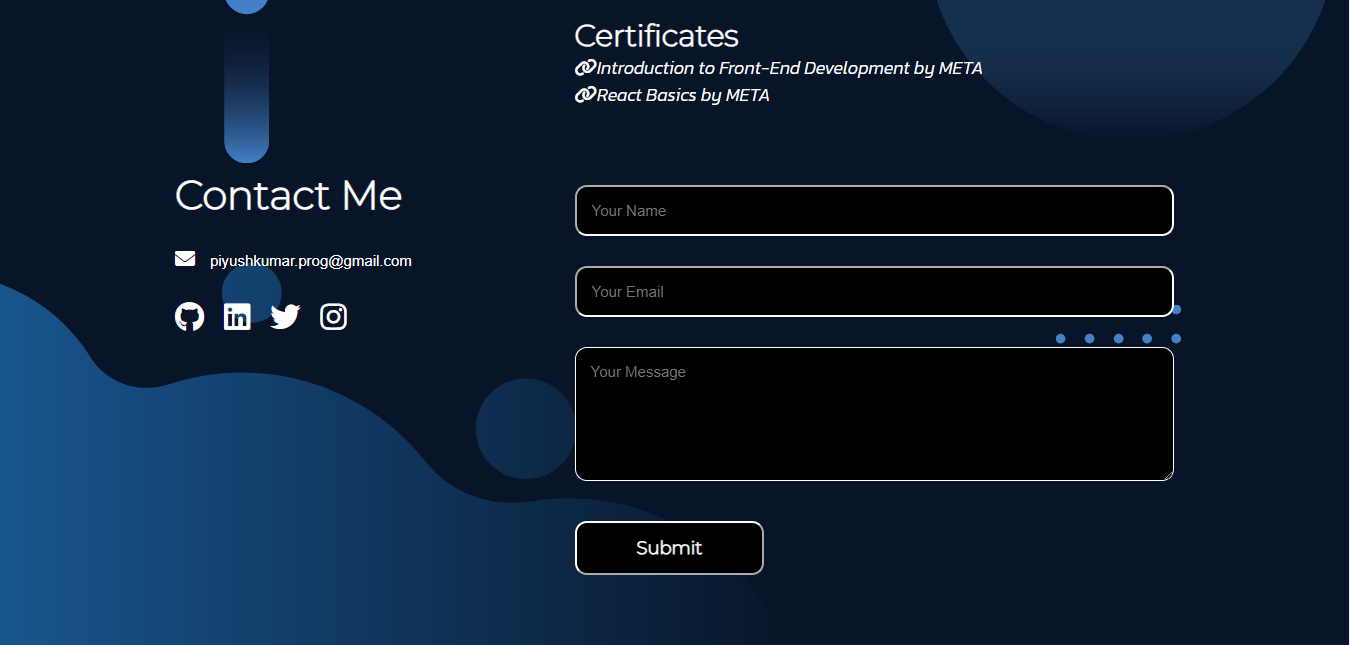 Certificates
Introduction to Front-End Development by META
React Basics by META
Contact Me
piyushkumar.prog@gmail.com
Your Name
Your Email
Your Message
Submit